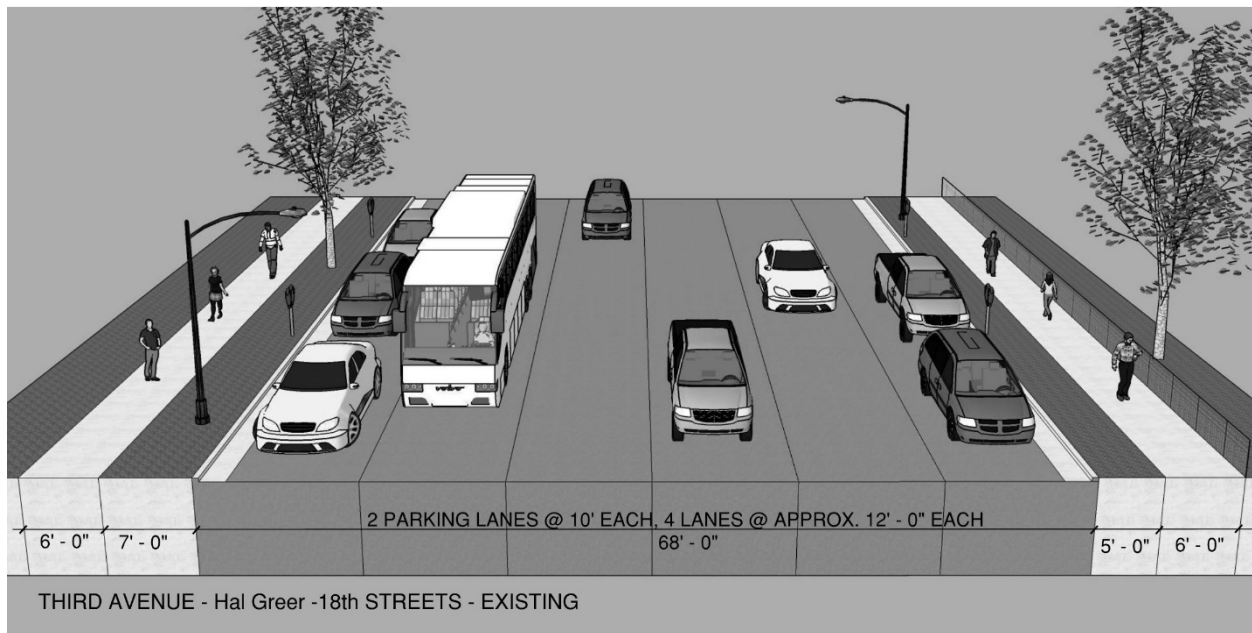 VOLVO
2 PARKING LANES @ 10' EACH, 4 LANES @ APPROX. 12' - 0" EACH
6' - 0" 7' - 0" 68' - 0" 5' - 0" 6' - 0"
THIRD AVENUE - Hal Greer -18th STREETS - EXISTING